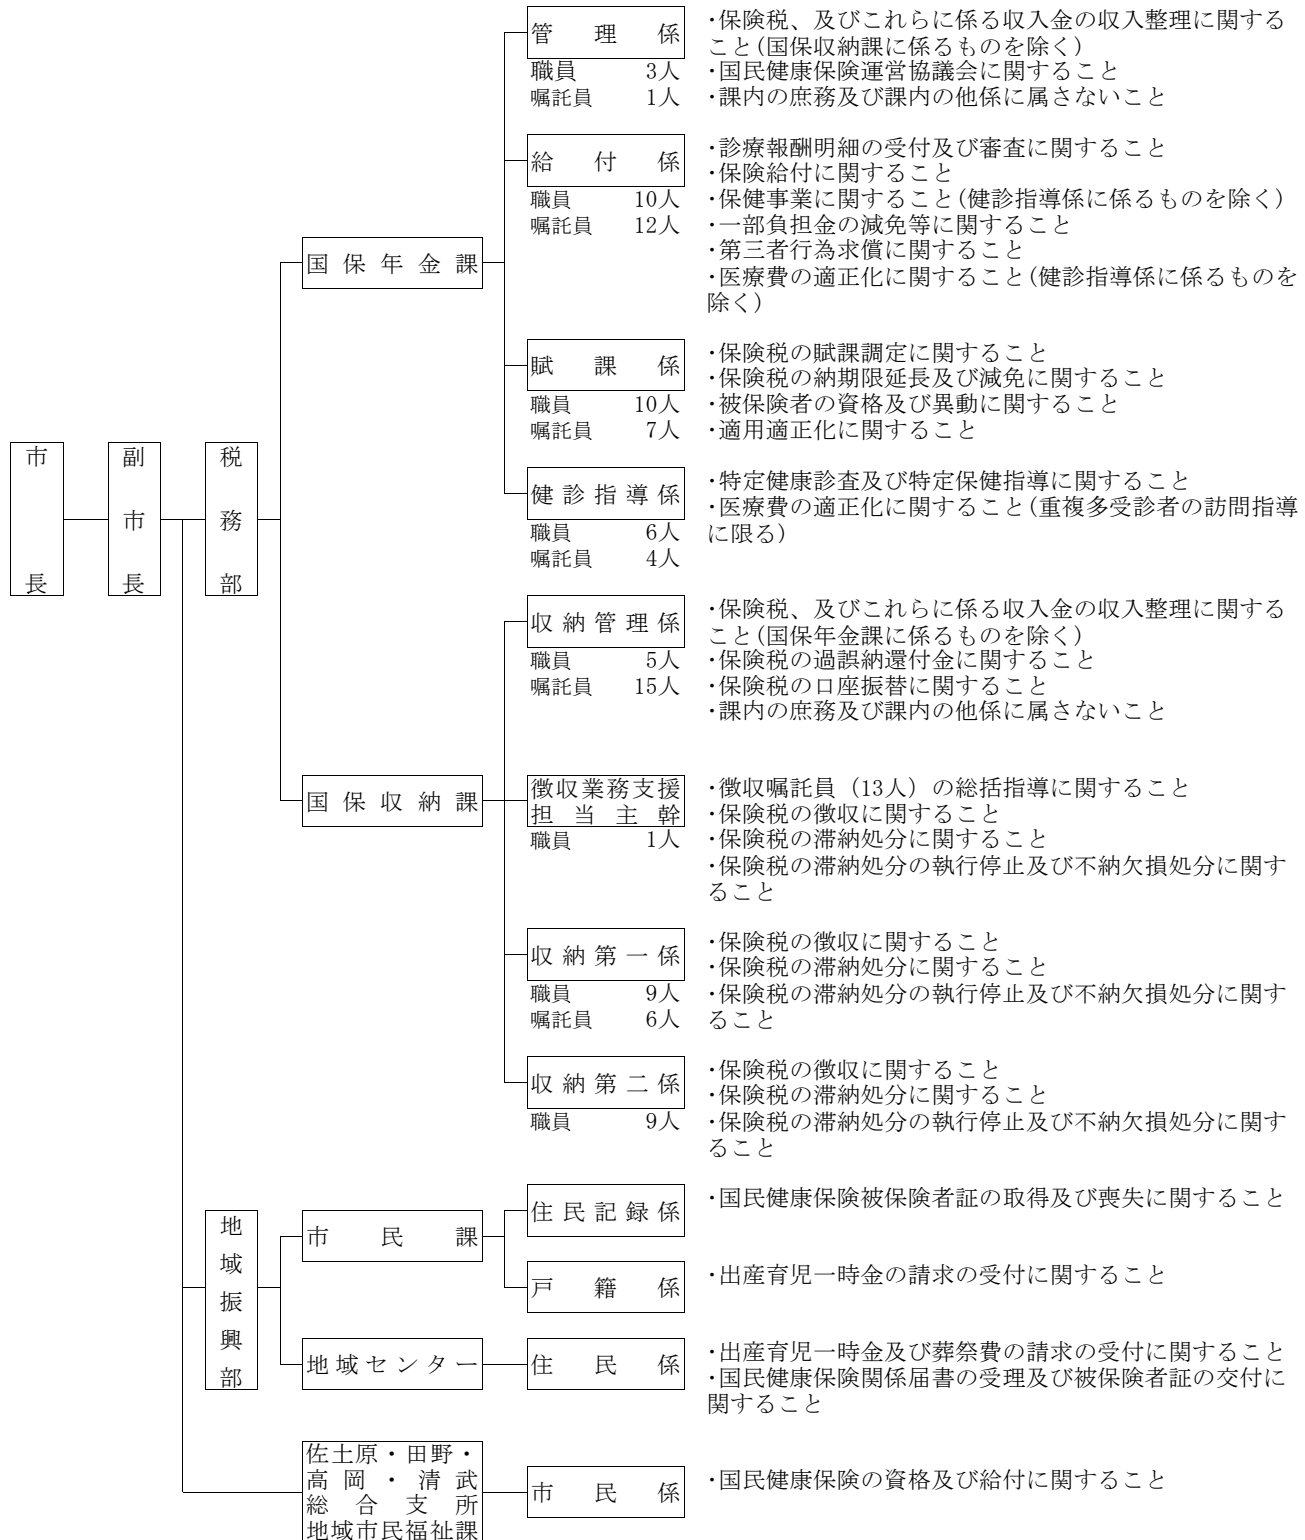 市長
副市長
税務部
国保年金課
管理係
職員 3人
嘱託員 1人
・保険税、及びこれらに係る収入金の収入整理に関する
こと(国保収納課に係るものを除く)
・国民健康保険運営協議会に関すること
・課内の庶務及び課内の他係に属さないこと
給付係
職員 10人
嘱託員 12人
・診療報酬明細の受付及び審査に関すること
・保険給付に関すること
・保健事業に関すること(健診指導係に係るものを除く)
・一部負担金の減免等に関すること
・第三者行為求償に関すること
・医療費の適正化に関すること(健診指導係に係るものを
除く)
賦課係
職員 10人
嘱託員 7人
・保険税の賦課調定に関すること
・保険税の納期限延長及び減免に関すること
・被保険者の資格及び異動に関すること
・適用適正化に関すること
健診指導係
職員 6人
嘱託員 4人
・特定健康診査及び特定保健指導に関すること
・医療費の適正化に関すること(重複多受診者の訪問指導
に限る)
国保収納課
収納管理係
職員 5人
嘱託員 15人
・保険税、及びこれらに係る収入金の収入整理に関する
こと(国保年金課に係るものを除く)
・保険税の過誤納還付金に関すること
・保険税の口座振替に関すること
・課内の庶務及び課内の他係に属さないこと
徴収業務支援
担当主幹
職員 1人
・徴収嘱託員（13人）の総括指導に関すること
・保険税の徴収に関すること
・保険税の滞納処分に関すること
・保険税の滞納処分の執行停止及び不納欠損処分に関す
ること
収納第一係
職員 9人
嘱託員 6人
・保険税の徴収に関すること
・保険税の滞納処分に関すること
・保険税の滞納処分の執行停止及び不納欠損処分に関す
ること
収納第二係
職員 9人
・保険税の徴収に関すること
・保険税の滞納処分に関すること
・保険税の滞納処分の執行停止及び不納欠損処分に関す
ること
地域振興部
市民課
住民記録係
・国民健康保険被保険者証の取得及び喪失に関すること
戸籍係
・出産育児一時金の請求の受付に関すること
地域センター
住民係
・出産育児一時金及び葬祭費の請求の受付に関すること
・国民健康保険関係届書の受理及び被保険者証の交付に
関すること
佐土原・田野・
高岡・清武
総合支所
地域市民福祉課
市民係
・国民健康保険の資格及び給付に関すること